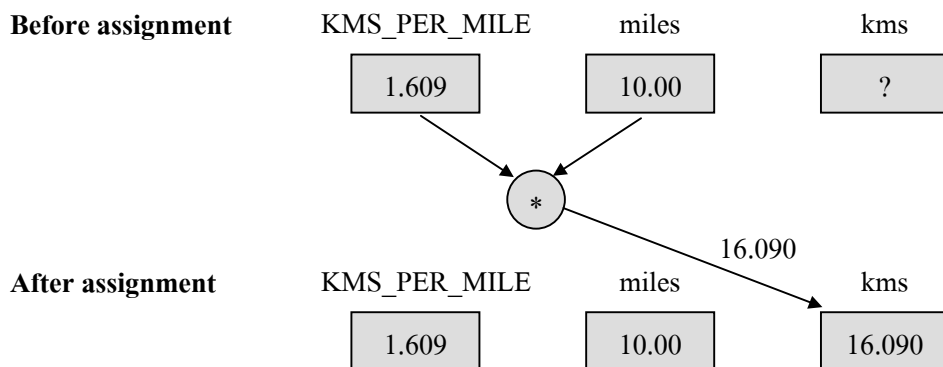 Before assignment KMS_PER_MILE miles kms
1.609 10.00 ?
*
16.090
After assignment KMS_PER_MILE miles kms
1.609 10.00 16.090